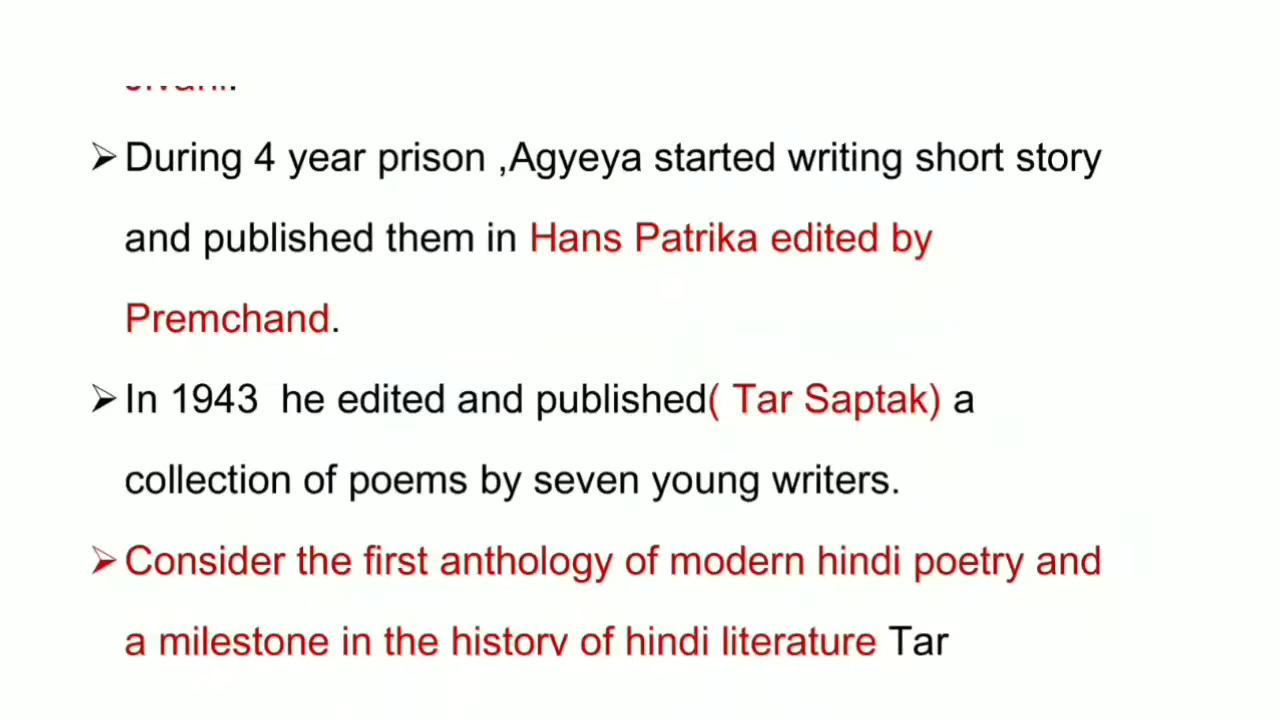 ➢During 4 year prison ,Agyeya started writing short story
and published them in Hans Patrika edited by
Premchand.
➢In 1943  he edited and published( Tar Saptak) a
collection of poems by seven young writers.
➢Consider the first anthology of modern hindi poetry and
a milestone in the history of hindi literature Tar